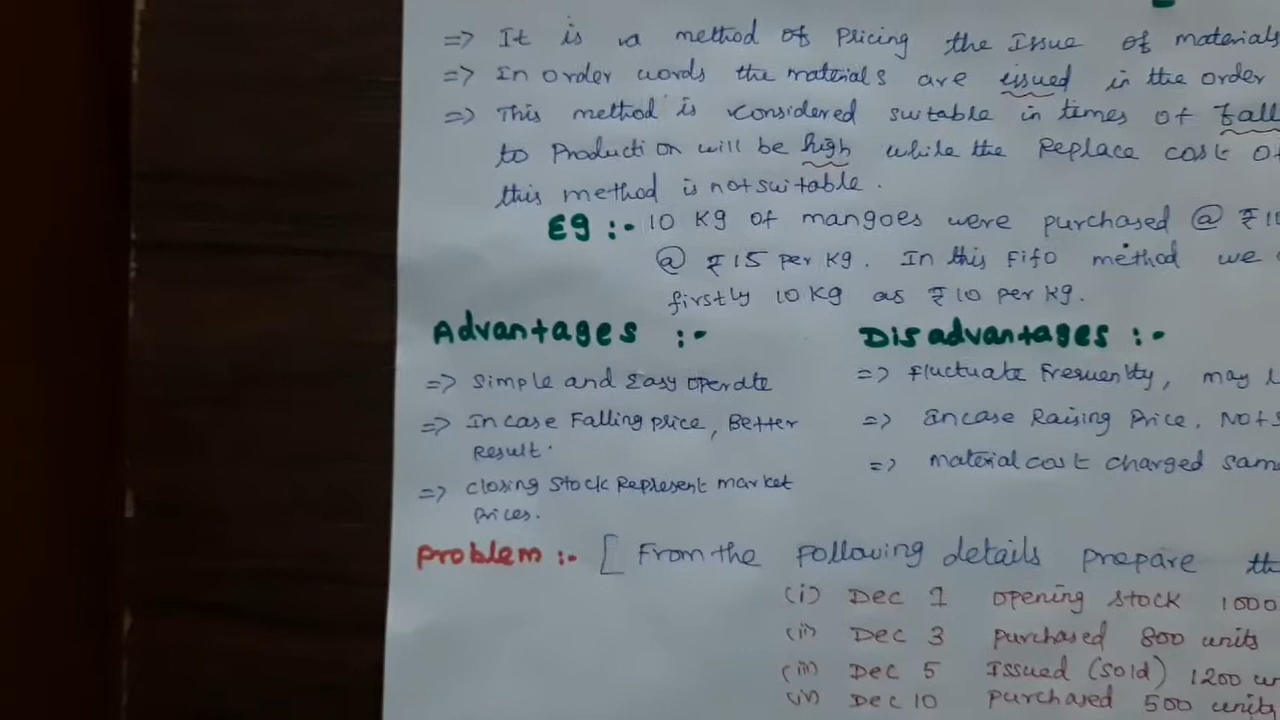 => It is a method of pricing the Issue of materials
=> In order words the materials are issued in the order
=> This method is considered suitable in times of fall
to Production will be high while the Replace cost of
this method is not suitable.
Eg :- 10 Kg of mangoes were purchased @ ₹10
@ ₹15 per Kg. In this Fifo method we
firstly 10 Kg as ₹10 per Kg.
Advantages :-
=> Simple and Easy operate
=> In case Falling price, Better
Result.
=> Closing Stock Represent market
Prices.
Disadvantages :-
=> Fluctuate Frequently, may
=> Incase Raising Price, Not
=> material cost charged same
Problem :- [ From the following details prepare th
(i) Dec 1 opening stock 1000
(ii) Dec 3 purchased 800 units
(iii) Dec 5 Issued (sold) 1200 un
(iv) Dec 10 purchased 500 units